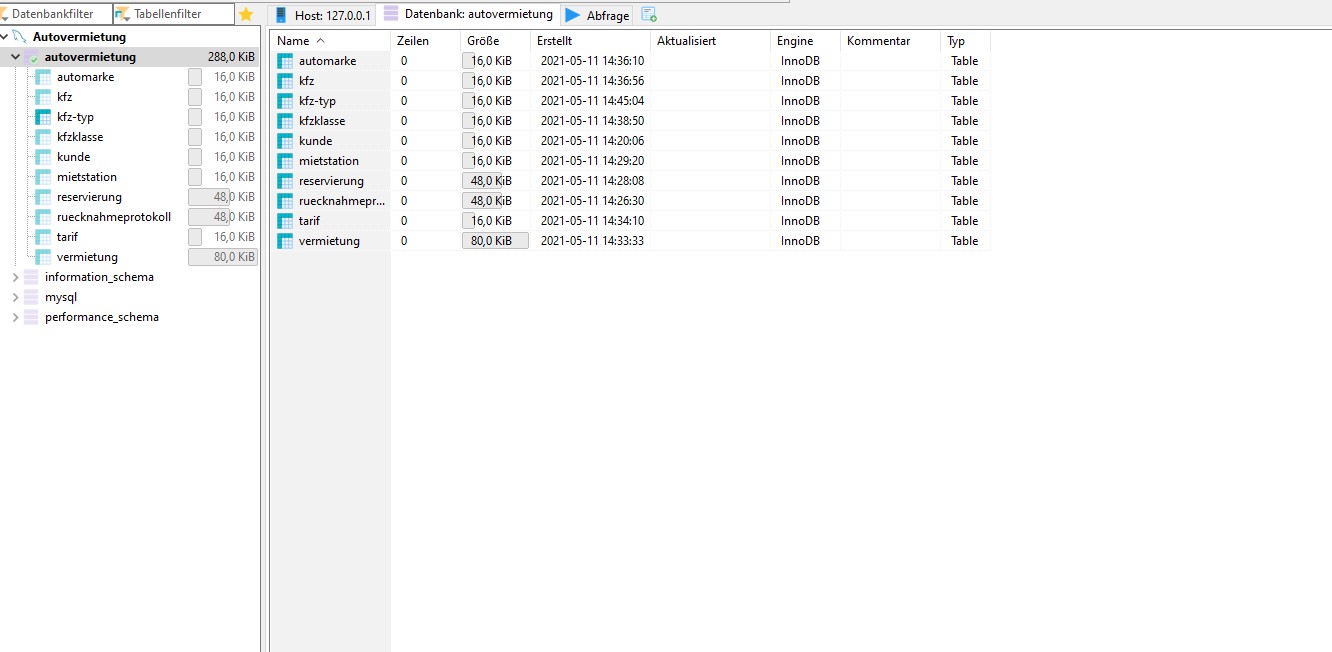 Datenbankfilter Tabellenfilter
Host: 127.0.0.1 Datenbank: autovermietung Abfrage
Autovermietung
autovermietung 288,0 KiB
automarke 16,0 KiB
kfz 16,0 KiB
kfz-typ 16,0 KiB
kfzklasse 16,0 KiB
kunde 16,0 KiB
mietstation 16,0 KiB
reservierung 48,0 KiB
ruecknahmeprotokoll 48,0 KiB
tarif 16,0 KiB
vermietung 80,0 KiB
information_schema
mysql
performance_schema
Name Zeilen Größe Erstellt Aktualisiert Engine Kommentar Typ
automarke 0 16,0 KiB 2021-05-11 14:36:10 InnoDB Table
kfz 0 16,0 KiB 2021-05-11 14:36:56 InnoDB Table
kfz-typ 0 16,0 KiB 2021-05-11 14:45:04 InnoDB Table
kfzklasse 0 16,0 KiB 2021-05-11 14:38:50 InnoDB Table
kunde 0 16,0 KiB 2021-05-11 14:20:06 InnoDB Table
mietstation 0 16,0 KiB 2021-05-11 14:29:20 InnoDB Table
reservierung 0 48,0 KiB 2021-05-11 14:28:08 InnoDB Table
ruecknahmepr... 0 48,0 KiB 2021-05-11 14:26:30 InnoDB Table
tarif 0 16,0 KiB 2021-05-11 14:34:10 InnoDB Table
vermietung 0 80,0 KiB 2021-05-11 14:33:33 InnoDB Table